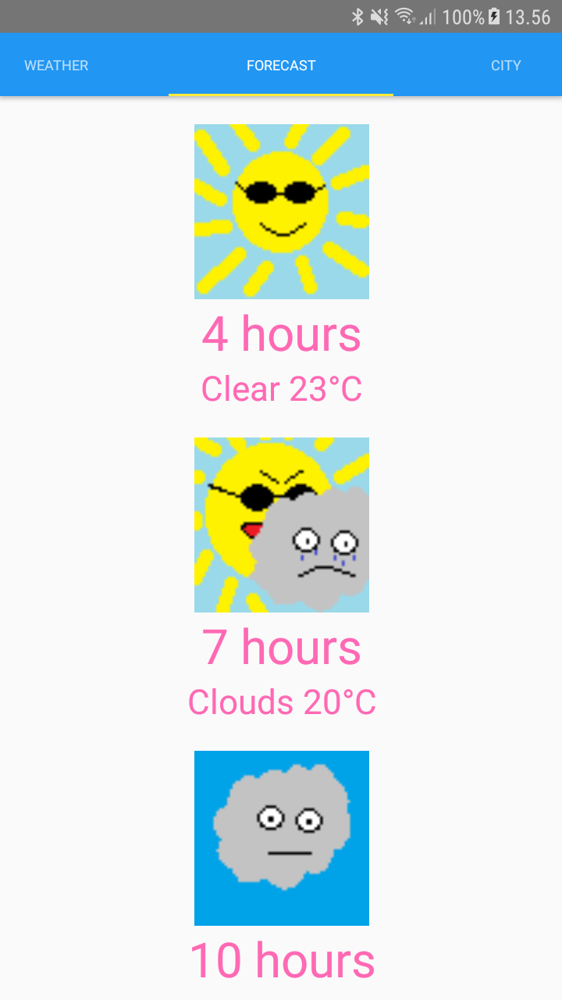 100% 13.56
WEATHER FORECAST CITY
4 hours
Clear 23°C
7 hours
Clouds 20°C
10 hours